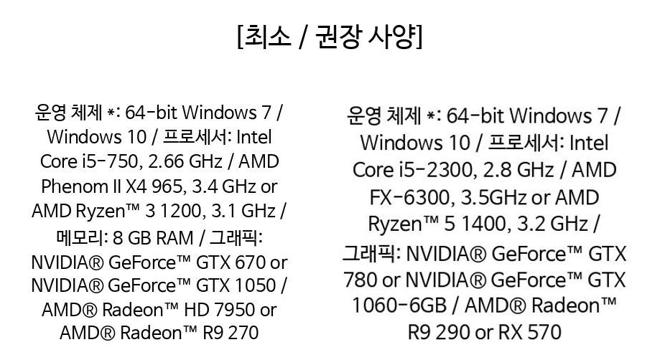 [최소 / 권장 사양]
운영 체제 *: 64-bit Windows 7 /
Windows 10 / 프로세서: Intel
Core i5-750, 2.66 GHz / AMD
Phenom II X4 965, 3.4 GHz or
AMD Ryzen™ 3 1200, 3.1 GHz /
메모리: 8 GB RAM / 그래픽:
NVIDIA® GeForce™ GTX 670 or
NVIDIA® GeForce™ GTX 1050 /
AMD® Radeon™ HD 7950 or
AMD® Radeon™ R9 270
운영 체제 *: 64-bit Windows 7 /
Windows 10 / 프로세서: Intel
Core i5-2300, 2.8 GHz / AMD
FX-6300, 3.5GHz or AMD
Ryzen™ 5 1400, 3.2 GHz /
그래픽: NVIDIA® GeForce™ GTX
780 or NVIDIA® GeForce™ GTX
1060-6GB / AMD® Radeon™
R9 290 or RX 570